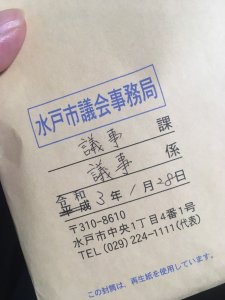 水戸市議会事務局
議事 課
議事 係
令和
平成 3年 1月 28日
〒310-8610
水戸市中央1丁目4番1号
TEL (029) 224-1111 (代表)
この封筒は、再生紙を使用しています。